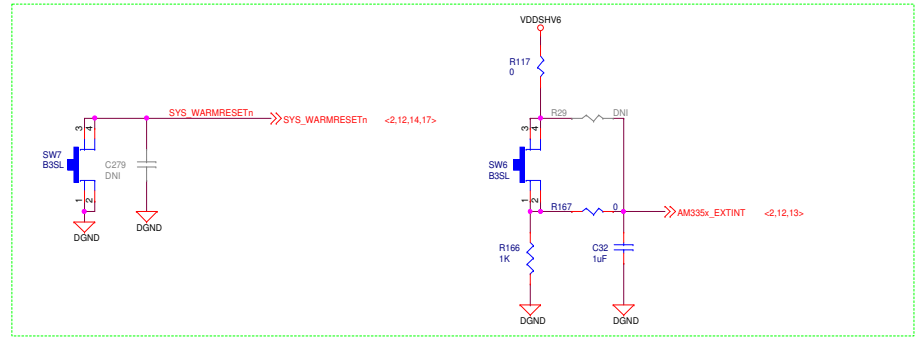 VDDSHV6
R117
0
SYS_WARMRESETn
SYS_WARMRESETn <2,12,14,17>
3
4
SW7
B3SL
C279
DNI
1
2
DGND
DGND
R29 DNI
3
4
SW6
B3SL
1
2
R167 0
AM335x_EXTINT <2,12,13>
R166
1K
C32
1uF
DGND
DGND